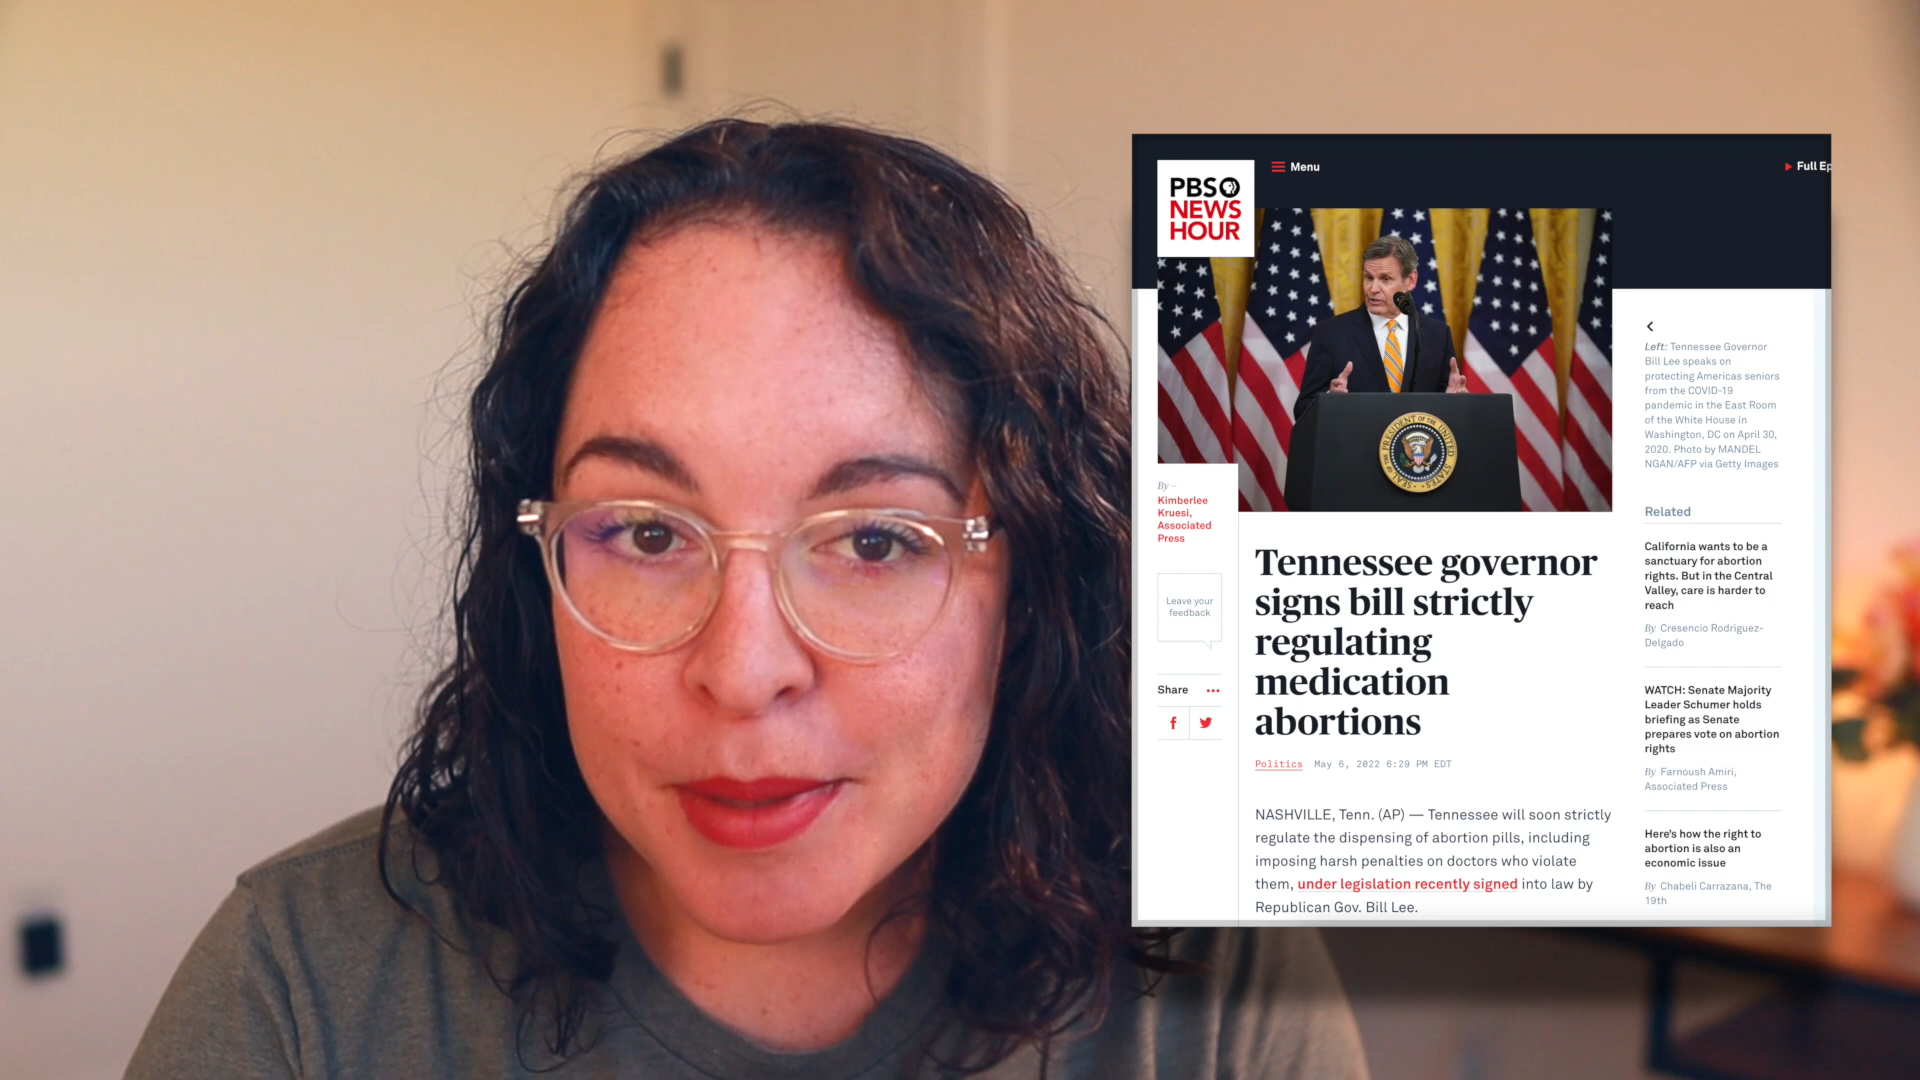 PBS
NEWS
HOUR
Menu
Full Ep
SEAL OF THE PRESIDENT OF THE UNITED STATES
Left: Tennessee Governor
Bill Lee speaks on
protecting Americas seniors
from the COVID-19
pandemic in the East Room
of the White House in
Washington, DC on April 30,
2020. Photo by MANDEL
NGAN/AFP via Getty Images
By –
Kimberlee
Kruesi,
Associated
Press
Leave your
feedback
Share
Tennessee governor
signs bill strictly
regulating
medication
abortions
Politics May 6, 2022 6:29 PM EDT
NASHVILLE, Tenn. (AP) — Tennessee will soon strictly
regulate the dispensing of abortion pills, including
imposing harsh penalties on doctors who violate
them, under legislation recently signed into law by
Republican Gov. Bill Lee.
Related
California wants to be a
sanctuary for abortion
rights. But in the Central
Valley, care is harder to
reach
By Cresencio Rodriguez-
Delgado
WATCH: Senate Majority
Leader Schumer holds
briefing as Senate
prepares vote on abortion
rights
By Farnoush Amiri,
Associated Press
Here's how the right to
abortion is also an
economic issue
By Chabeli Carrazana, The
19th